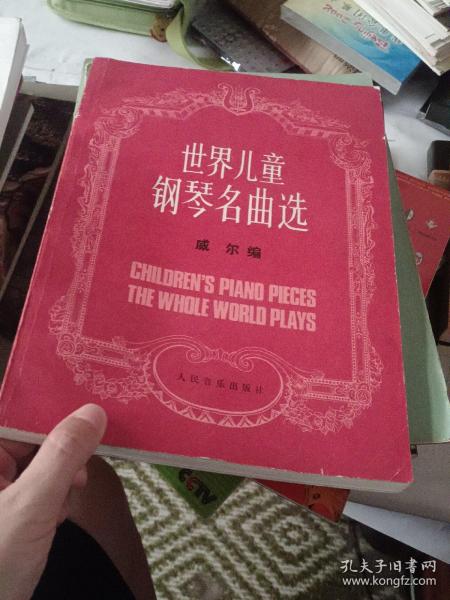 世界儿童
钢琴名曲选
威尔编
CHILDREN'S PIANO PIECES
THE WHOLE WORLD PLAYS
人民音乐出版社
CCTV
孔夫子旧书网
www.kongfz.com